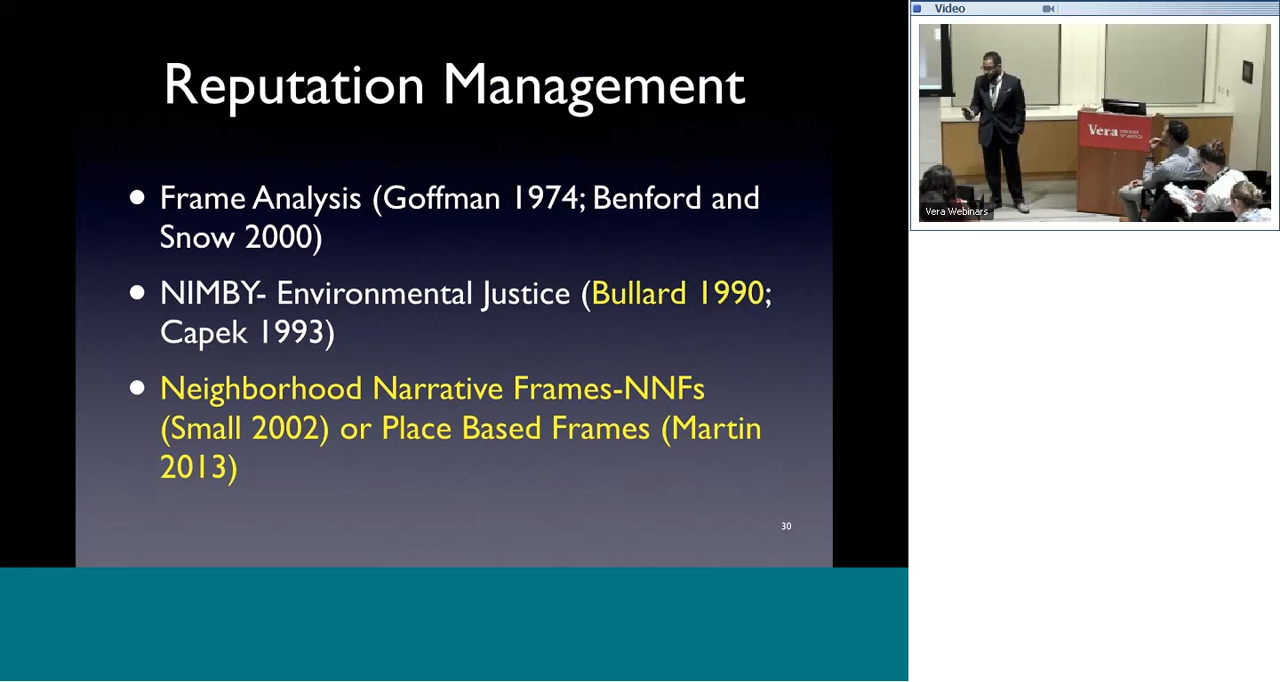 Reputation Management
Frame Analysis (Goffman 1974; Benford and
Snow 2000)
NIMBY- Environmental Justice (Bullard 1990;
Capek 1993)
Neighborhood Narrative Frames-NNFs
(Small 2002) or Place Based Frames (Martin
2013)
30
Video
Vera
Vera Webinars